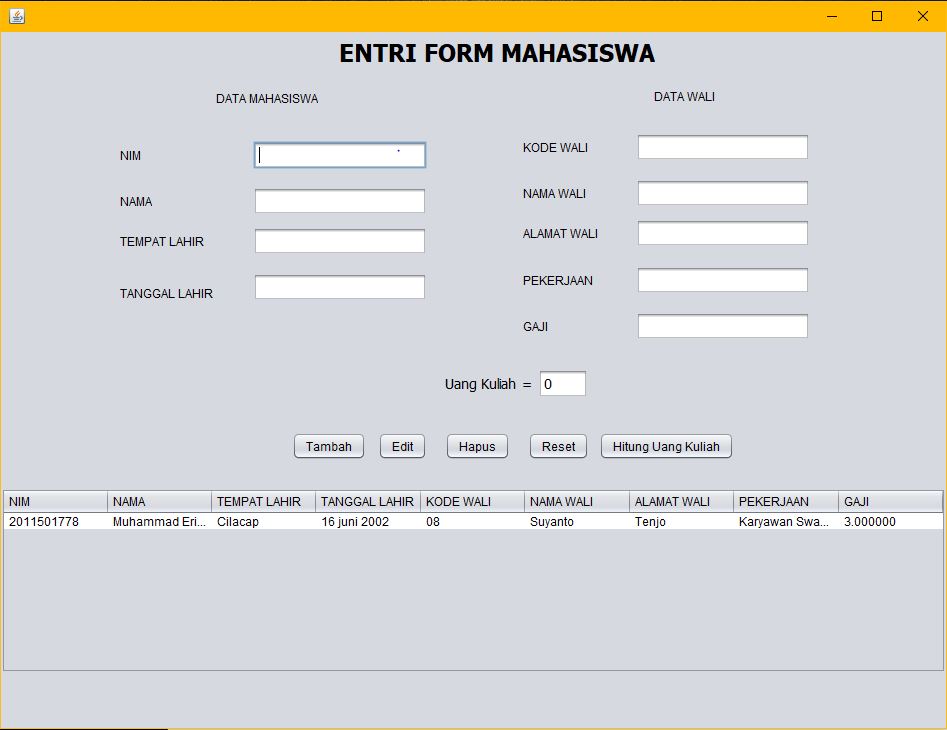 ENTRI FORM MAHASISWA
DATA MAHASISWA
NIM
NAMA
TEMPAT LAHIR
TANGGAL LAHIR
DATA WALI
KODE WALI
NAMA WALI
ALAMAT WALI
PEKERJAAN
GAJI
Uang Kuliah = 0
Tambah Edit Hapus Reset Hitung Uang Kuliah
NIM NAMA TEMPAT LAHIR TANGGAL LAHIR KODE WALI NAMA WALI ALAMAT WALI PEKERJAAN GAJI
2011501778 Muhammad Eri... Cilacap 16 juni 2002 08 Suyanto Tenjo Karyawan Swa... 3.000000